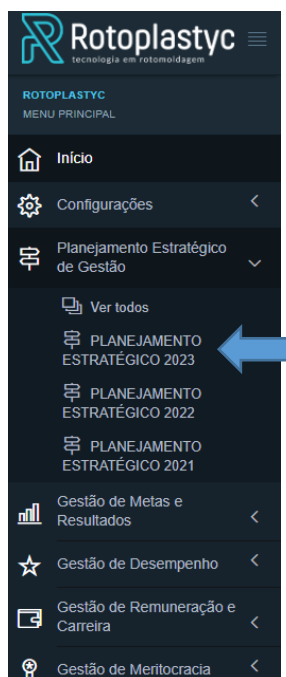 Rotoplastyc
tecnologia em rotomoldagem
ROTOPLASTYC
MENU PRINCIPAL
Início
Configurações
Planejamento Estratégico
de Gestão
Ver todos
PLANEJAMENTO
ESTRATÉGICO 2023
PLANEJAMENTO
ESTRATÉGICO 2022
PLANEJAMENTO
ESTRATÉGICO 2021
Gestão de Metas e
Resultados
Gestão de Desempenho
Gestão de Remuneração e
Carreira
Gestão de Meritocracia